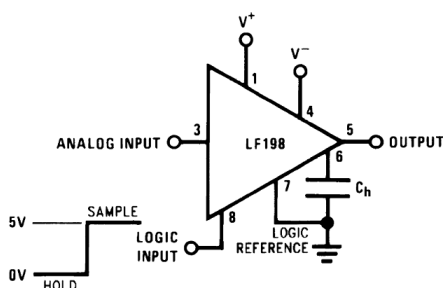 V+
V−
1
4
3
ANALOG INPUT
LF198
5
OUTPUT
6
7
8
Ch
SAMPLE
5V
LOGIC
INPUT
LOGIC
REFERENCE
0V
HOLD